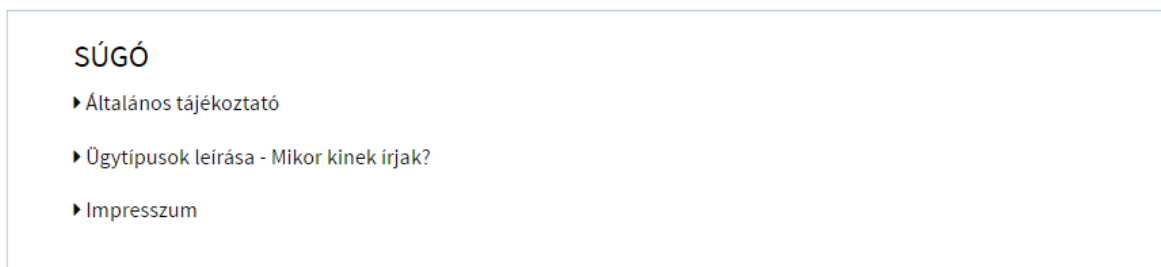 SÚGÓ
Általános tájékoztató
Ügytípusok leírása - Mikor kinek írjak?
Impresszum